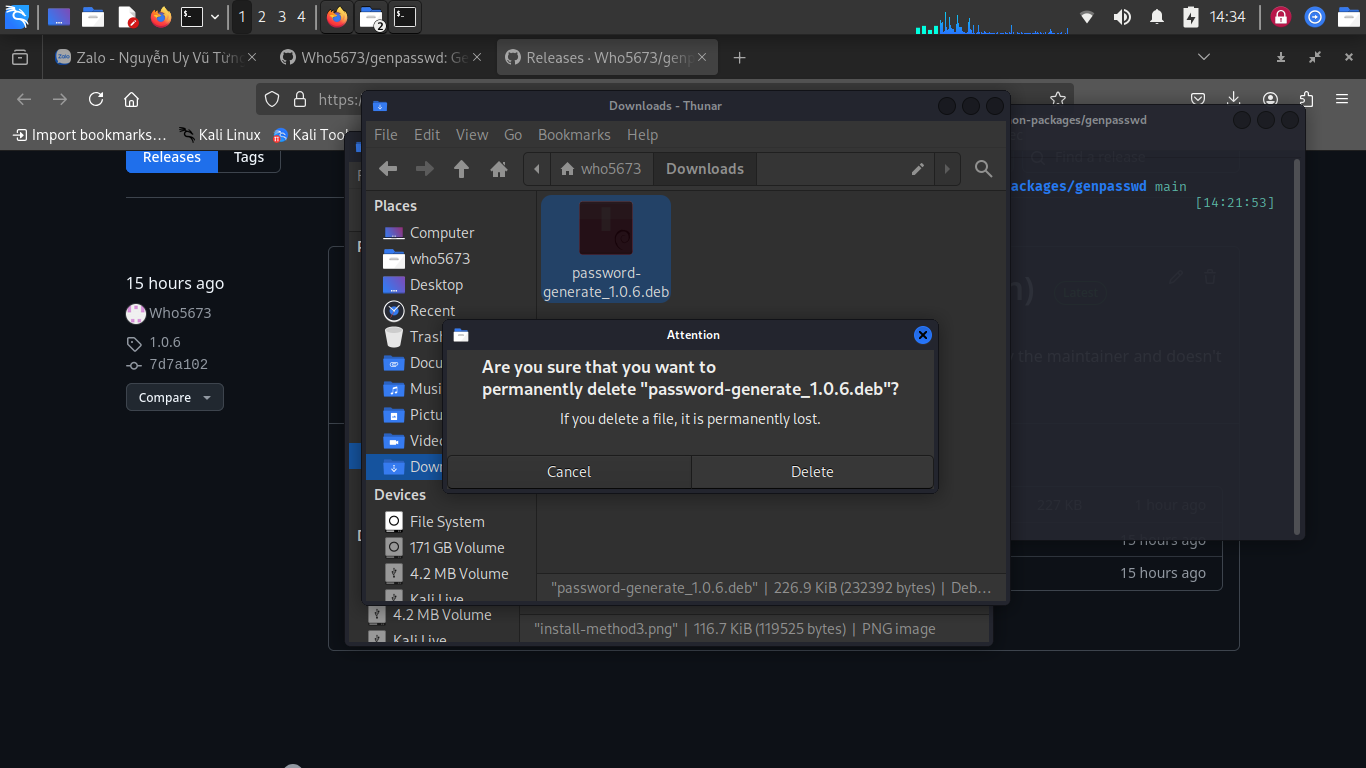 1 2 3 4
2
14:34
Zalo - Nguyễn Uy Vũ Từng
Who5673/genpasswd: Ge
Releases · Who5673/genp
https:/
Import bookmarks...
Kali Linux
Kali Tool
Releases
Tags
15 hours ago
Who5673
1.0.6
7d7a102
Compare
Downloads - Thunar
File Edit View Go Bookmarks Help
who5673
Downloads
Places
Computer
who5673
Desktop
Recent
Trash
Docu
Musi
Pictu
Video
Down
Devices
File System
171 GB Volume
4.2 MB Volume
Kali Live
password-
generate_1.0.6.deb
Attention
Are you sure that you want to
permanently delete "password-generate_1.0.6.deb"?
If you delete a file, it is permanently lost.
Cancel
Delete
"password-generate_1.0.6.deb" | 226.9 KiB (232392 bytes) | Deb...
4.2 MB Volume
Kali Live
"install-method3.png" | 116.7 KiB (119525 bytes) | PNG image
on-packages/genpasswd
Find a release
ackages/genpasswd main
[14:21:53]
Latest
y the maintainer and doesn't
227 KB
1 hour ago
15 hours ago
15 hours ago